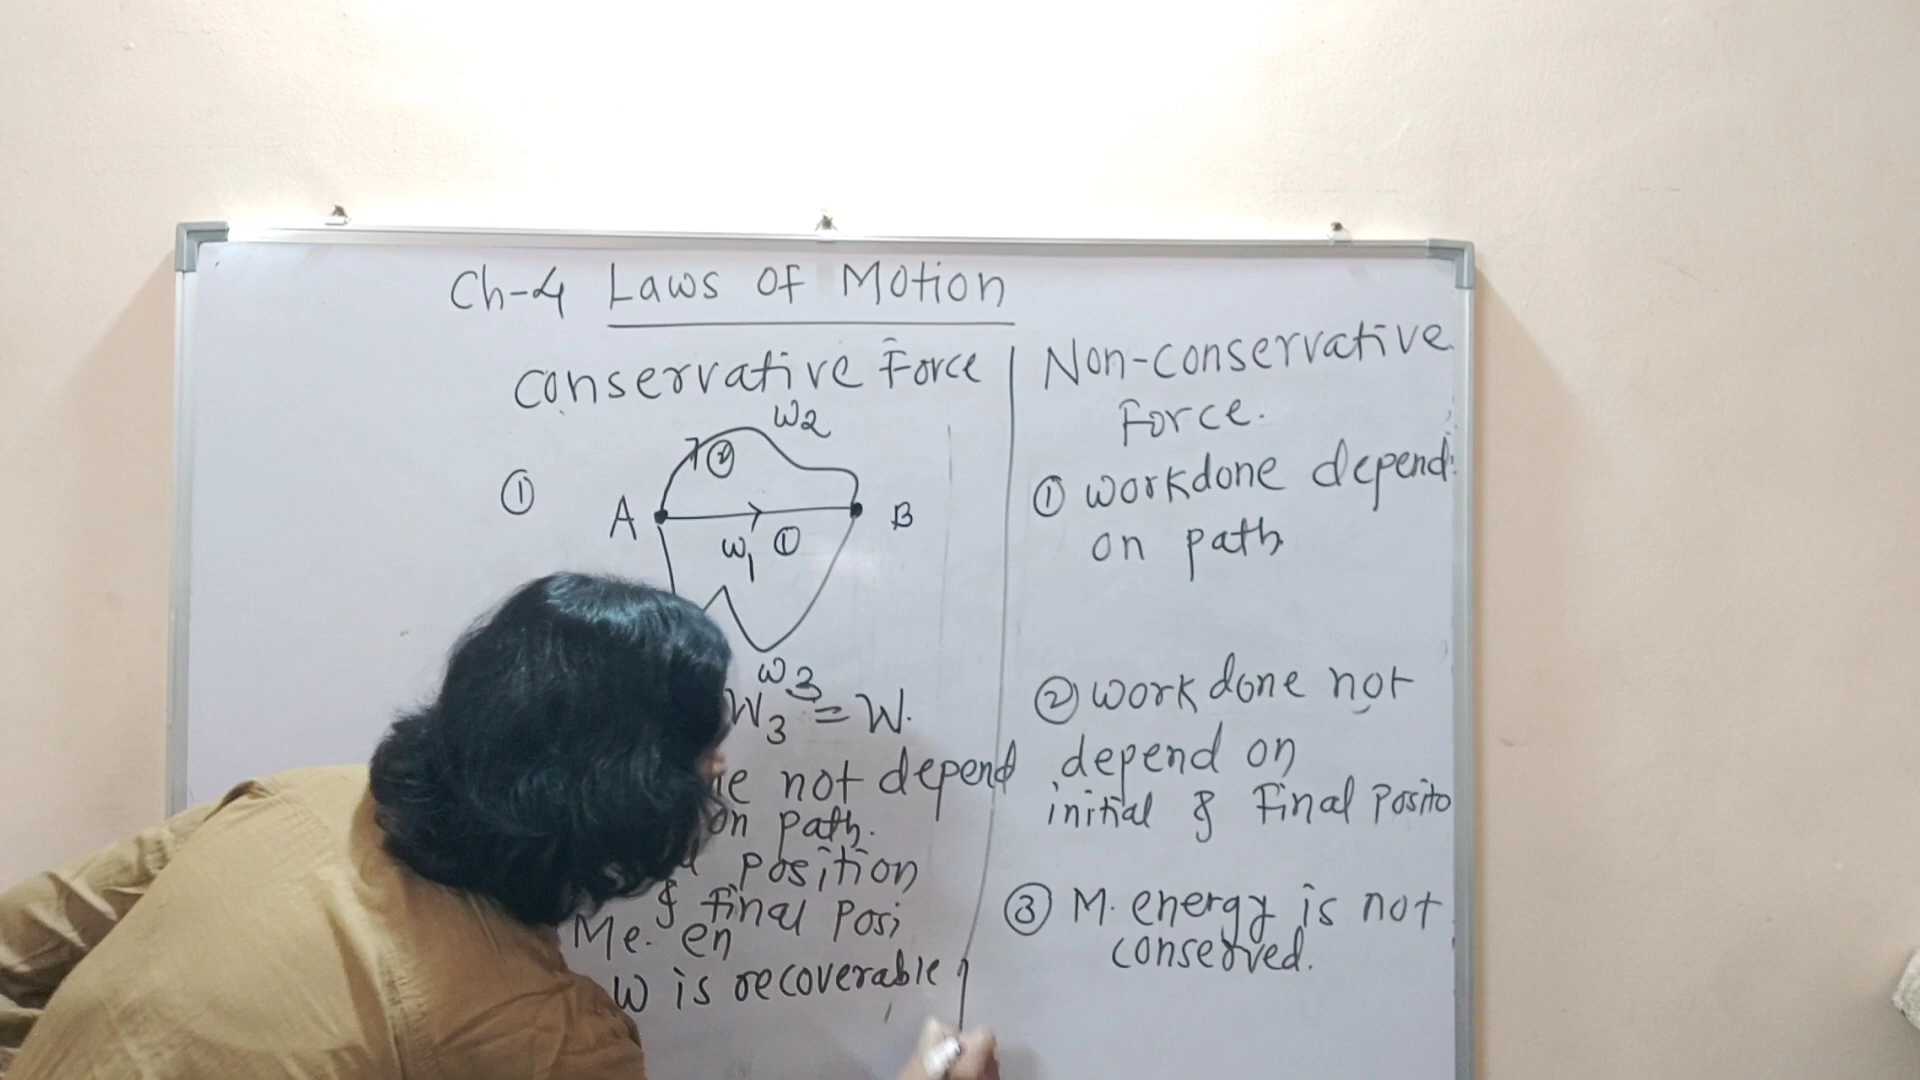 Ch-4 Laws of Motion
Conservative Force
W2
②
①
A
B
W1 ①
W3
W3 = W.
not depend
on path.
position
& final posi
Me. en
W is recoverable
Non-conservative
Force.
① workdone depend
on path
② work done not
depend on
initial & Final Posito
③ M. energy is not
conserved.